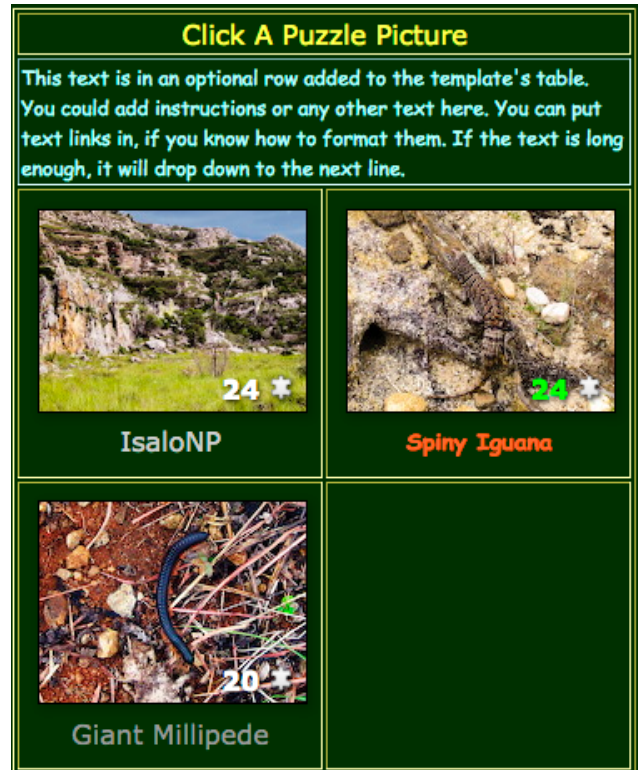 Click A Puzzle Picture
This text is in an optional row added to the template's table.
You could add instructions or any other text here. You can put
text links in, if you know how to format them. If the text is long
enough, it will drop down to the next line.
24
24
IsaloNP
Spiny Iguana
20
Giant Millipede